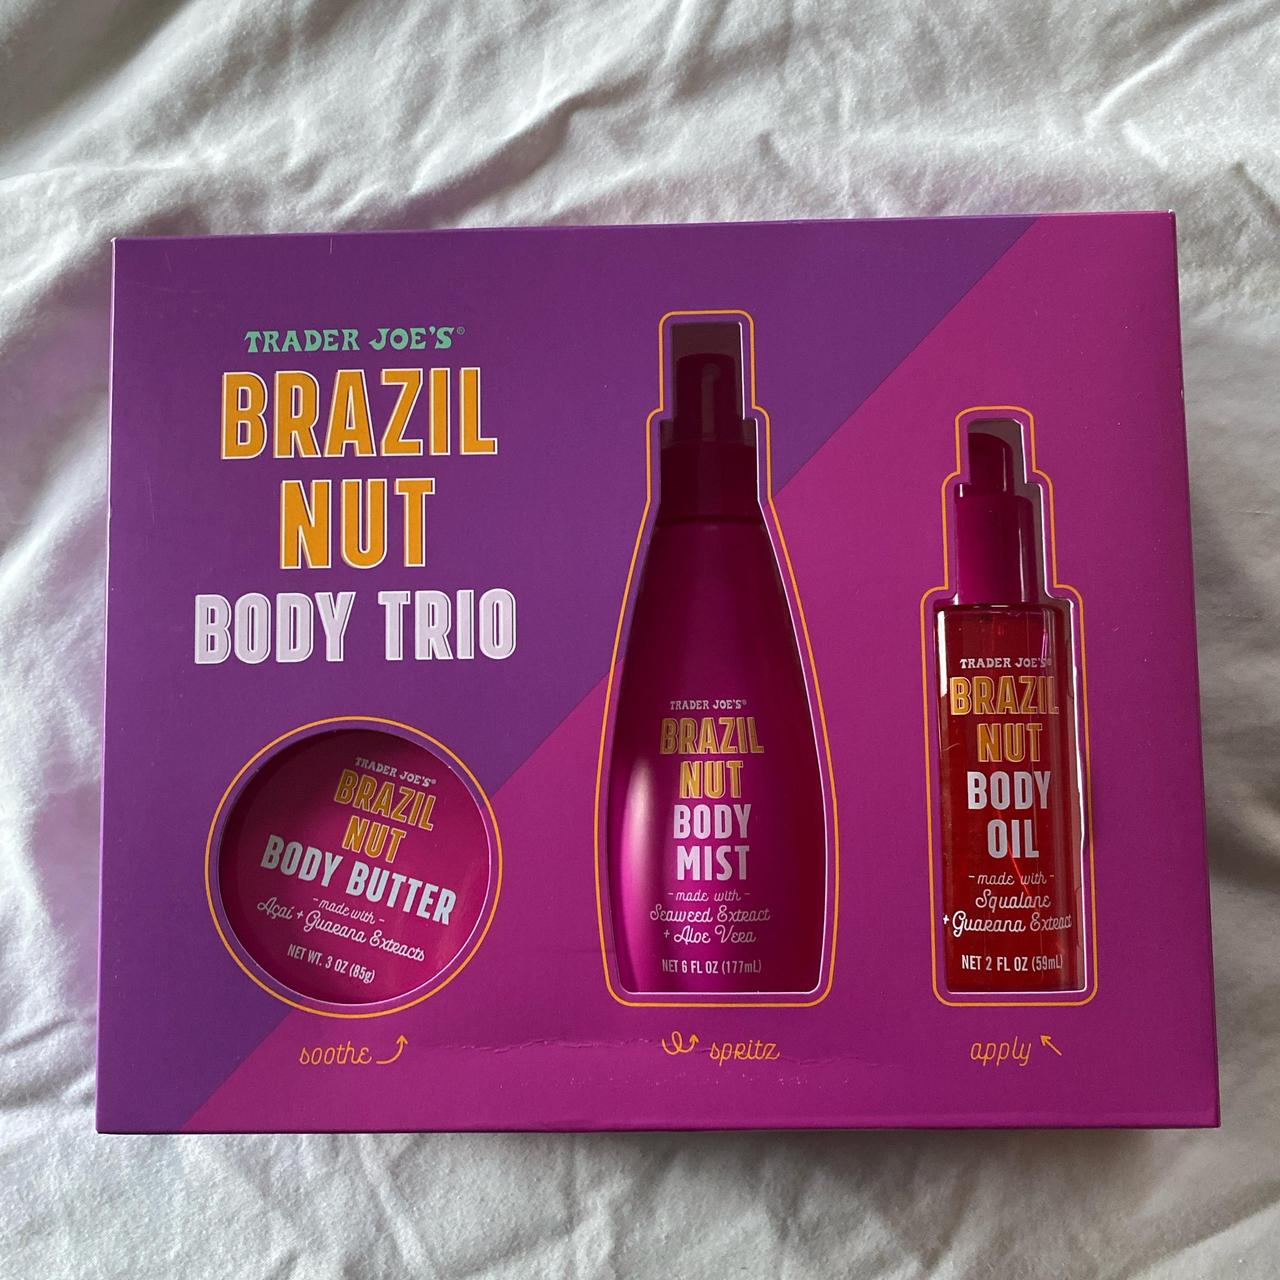 TRADER JOE'S®
BRAZIL
NUT
BODY TRIO
TRADER JOE'S®
BRAZIL
NUT
BODY BUTTER
- made with -
Açaí + Guarana Extracts
NET WT. 3 OZ (85g)
soothe
TRADER JOE'S®
BRAZIL
NUT
BODY
MIST
- made with -
Seaweed Extract
+ Aloe Vera
NET 6 FL OZ (177mL)
spritz
TRADER JOE'S®
BRAZIL
NUT
BODY
OIL
- made with -
Squalane
+ Guarana Extract
NET 2 FL OZ (59mL)
apply